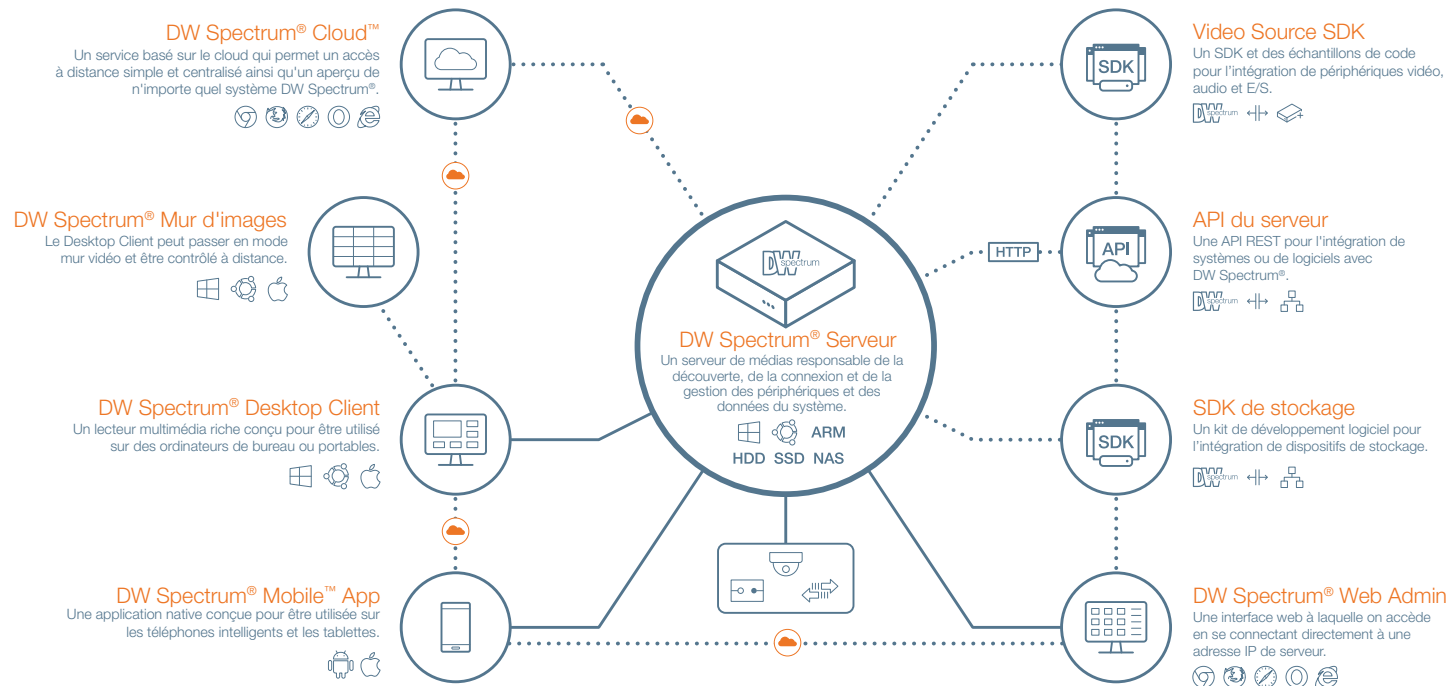 DW Spectrum® Cloud™
Un service basé sur le cloud qui permet un accès
à distance simple et centralisé ainsi qu'un aperçu de
n'importe quel système DW Spectrum®.
DW Spectrum® Mur d'images
Le Desktop Client peut passer en mode
mur vidéo et être contrôlé à distance.
DW Spectrum® Desktop Client
Un lecteur multimédia riche conçu pour être utilisé
sur des ordinateurs de bureau ou portables.
DW Spectrum® Mobile™ App
Une application native conçue pour être utilisée sur
les téléphones intelligents et les tablettes.
DW spectrum
DW Spectrum® Serveur
Un serveur de médias responsable de la
découverte, de la connexion et de la
gestion des périphériques et des
données du système.
ARM
HDD SSD NAS
SDK
Video Source SDK
Un SDK et des échantillons de code
pour l'intégration de périphériques vidéo,
audio et E/S.
DW spectrum
HTTP
API
API du serveur
Une API REST pour l'intégration de
systèmes ou de logiciels avec
DW Spectrum®.
DW spectrum
SDK
SDK de stockage
Un kit de développement logiciel pour
l'intégration de dispositifs de stockage.
DW spectrum
DW Spectrum® Web Admin
Une interface web à laquelle on accède
en se connectant directement à une
adresse IP de serveur.